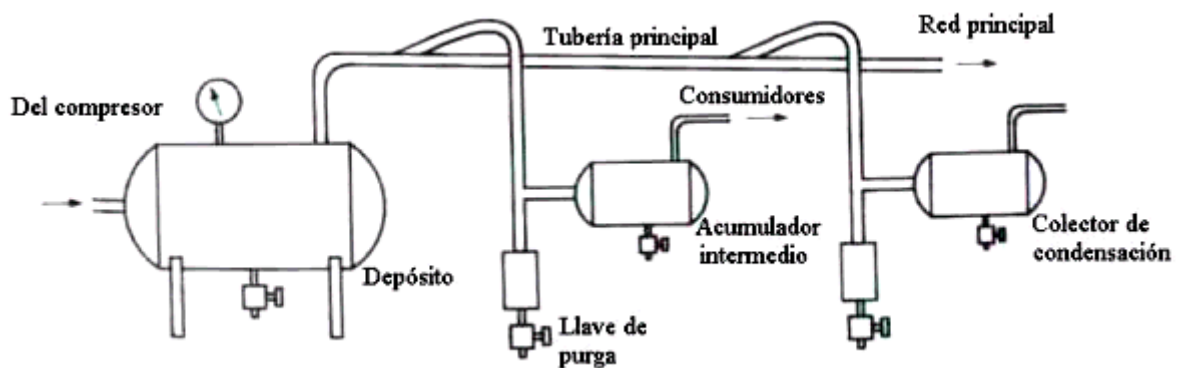 Tubería principal
Red principal
Del compresor
Consumidores
Acumulador
intermedio
Colector de
condensación
Depósito
Llave de
purga